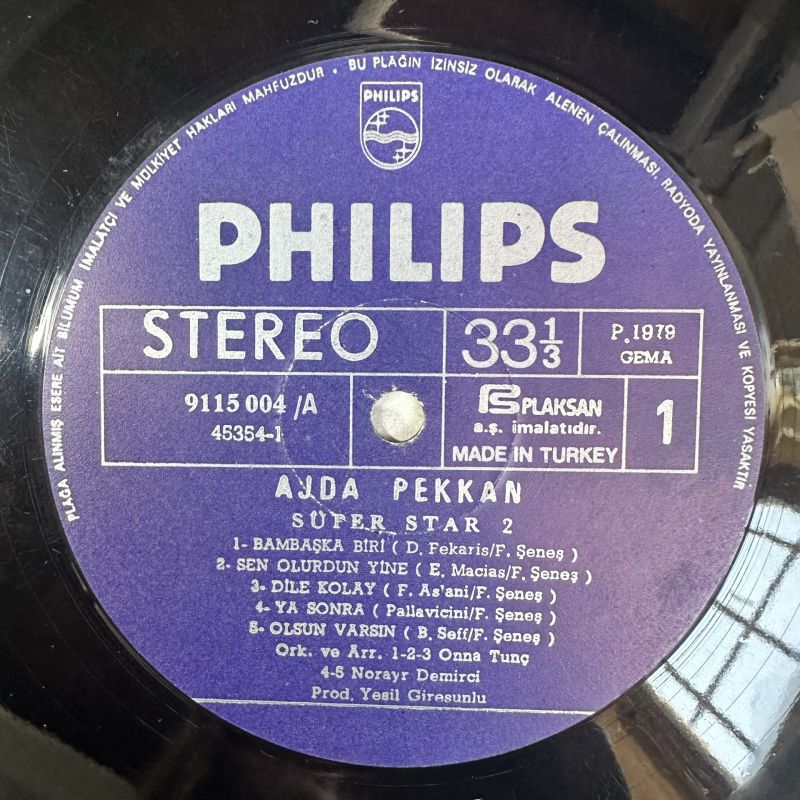 PLAĞA ALINMIŞ ESERE AİT BİLUMUM İMALATÇI VE MÜLKİYET HAKLARI MAHFUZDUR • BU PLAĞIN İZİNSİZ OLARAK ALENEN ÇALINMASI, RADYODA YAYINLANMASI VE KOPYESİ YASAKTIR
PHILIPS
PHILIPS
STEREO
33 1/3
P.1979
GEMA
9115 004 /A
45354-1
PLAKSAN
a.ş. imalatıdır.
MADE IN TURKEY
1
AJDA PEKKAN
SÜPER STAR 2
1- BAMBAŞKA BİRİ ( D. Fekaris/F. Şeneş )
2- SEN OLURDUN YİNE ( E. Macias/F. Şeneş )
3- DİLE KOLAY ( F. As'ani/F. Şeneş )
4- YA SONRA ( Pallavicini/F. Şeneş )
5- OLSUN VARSIN ( B. Seff/F. Şeneş )
Ork. ve Arr. 1-2-3 Onna Tunç
4-5 Norayr Demirci
Prod. Yesil Giresunlu